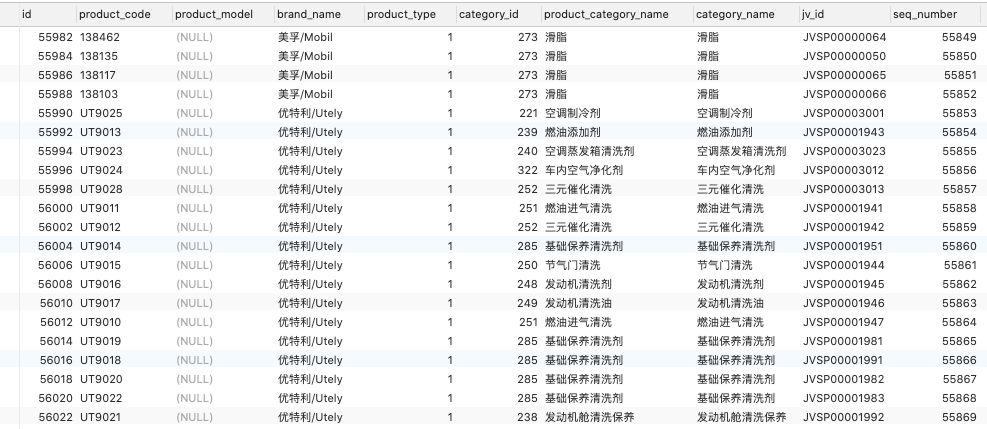 id product_code product_model brand_name product_type category_id product_category_name category_name jv_id seq_number
55982 138462 (NULL) 美孚/Mobil 1 273 滑脂 滑脂 JVSP00000064 55849
55984 138135 (NULL) 美孚/Mobil 1 273 滑脂 滑脂 JVSP00000050 55850
55986 138117 (NULL) 美孚/Mobil 1 273 滑脂 滑脂 JVSP00000065 55851
55988 138103 (NULL) 美孚/Mobil 1 273 滑脂 滑脂 JVSP00000066 55852
55990 UT9025 (NULL) 优特利/Utely 1 221 空调制冷剂 空调制冷剂 JVSP00003001 55853
55992 UT9013 (NULL) 优特利/Utely 1 239 燃油添加剂 燃油添加剂 JVSP00001943 55854
55994 UT9023 (NULL) 优特利/Utely 1 240 空调蒸发箱清洗剂 空调蒸发箱清洗剂 JVSP00003023 55855
55996 UT9024 (NULL) 优特利/Utely 1 322 车内空气净化剂 车内空气净化剂 JVSP00003012 55856
55998 UT9028 (NULL) 优特利/Utely 1 252 三元催化清洗 三元催化清洗 JVSP00003013 55857
56000 UT9011 (NULL) 优特利/Utely 1 251 燃油进气清洗 燃油进气清洗 JVSP00001941 55858
56002 UT9012 (NULL) 优特利/Utely 1 252 三元催化清洗 三元催化清洗 JVSP00001942 55859
56004 UT9014 (NULL) 优特利/Utely 1 285 基础保养清洗剂 基础保养清洗剂 JVSP00001951 55860
56006 UT9015 (NULL) 优特利/Utely 1 250 节气门清洗 节气门清洗 JVSP00001944 55861
56008 UT9016 (NULL) 优特利/Utely 1 248 发动机清洗剂 发动机清洗剂 JVSP00001945 55862
56010 UT9017 (NULL) 优特利/Utely 1 249 发动机清洗油 发动机清洗油 JVSP00001946 55863
56012 UT9010 (NULL) 优特利/Utely 1 251 燃油进气清洗 燃油进气清洗 JVSP00001947 55864
56014 UT9019 (NULL) 优特利/Utely 1 285 基础保养清洗剂 基础保养清洗剂 JVSP00001981 55865
56016 UT9018 (NULL) 优特利/Utely 1 285 基础保养清洗剂 基础保养清洗剂 JVSP00001991 55866
56018 UT9020 (NULL) 优特利/Utely 1 285 基础保养清洗剂 基础保养清洗剂 JVSP00001982 55867
56020 UT9022 (NULL) 优特利/Utely 1 285 基础保养清洗剂 基础保养清洗剂 JVSP00001983 55868
56022 UT9021 (NULL) 优特利/Utely 1 238 发动机舱清洗保养 发动机舱清洗保养 JVSP00001992 55869